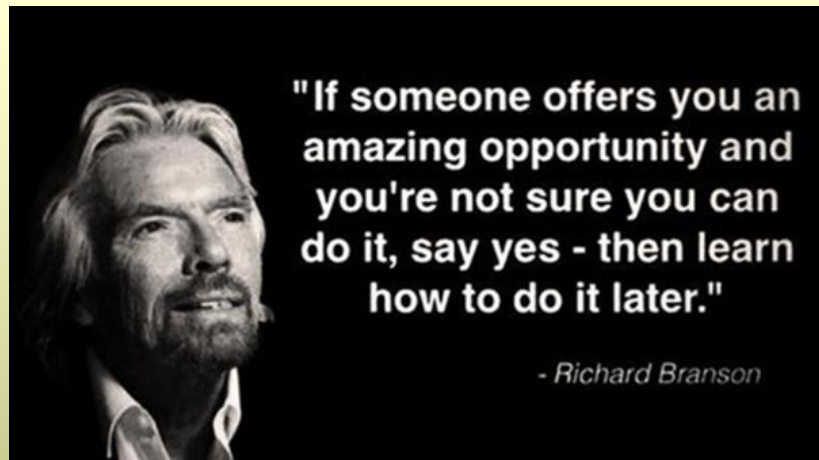 "If someone offers you an
amazing opportunity and
you're not sure you can
do it, say yes - then learn
how to do it later."
- Richard Branson